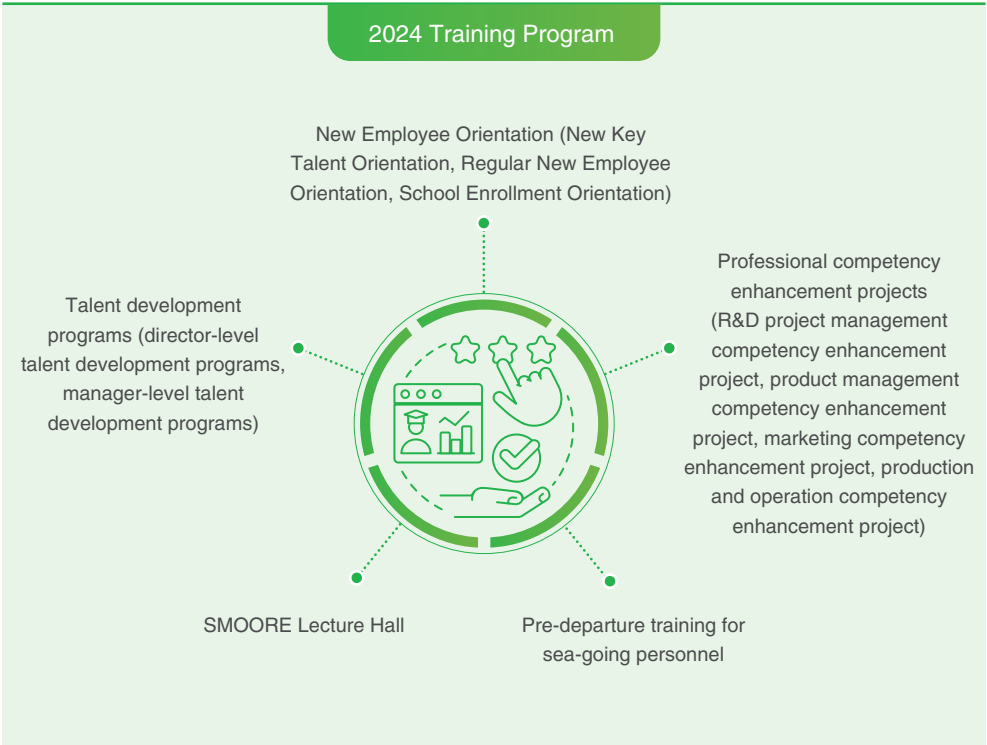 2024 Training Program
New Employee Orientation (New Key
Talent Orientation, Regular New Employee
Orientation, School Enrollment Orientation)
Professional competency
enhancement projects
(R&D project management
competency enhancement
project, product management
competency enhancement
project, marketing competency
enhancement project, production
and operation competency
enhancement project)
Talent development
programs (director-level
talent development programs,
manager-level talent
development programs)
SMOORE Lecture Hall
Pre-departure training for
sea-going personnel